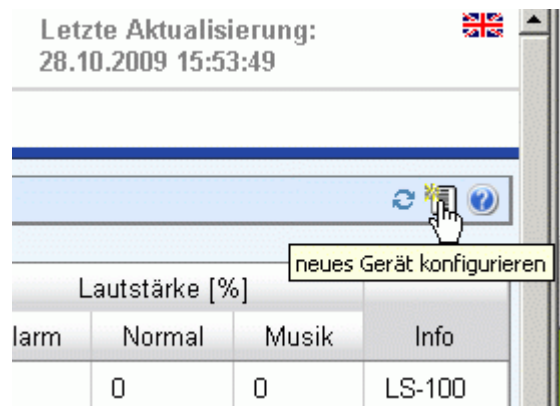 Letzte Aktualisierung:
28.10.2009 15:53:49
neues Gerät konfigurieren
Lautstärke [%]
larm Normal Musik Info
0 0 LS-100